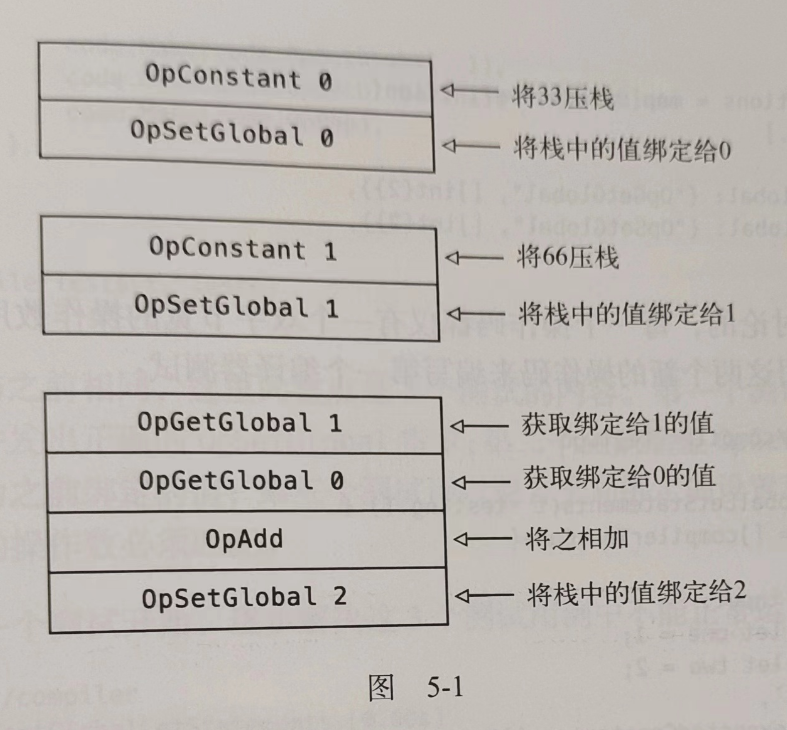 OpConstant 0 将33压栈
OpSetGlobal 0 将栈中的值绑定给0
OpConstant 1 将66压栈
OpSetGlobal 1 将栈中的值绑定给1
OpGetGlobal 1 获取绑定给1的值
OpGetGlobal 0 获取绑定给0的值
OpAdd 将之相加
OpSetGlobal 2 将栈中的值绑定给2
图 5-1